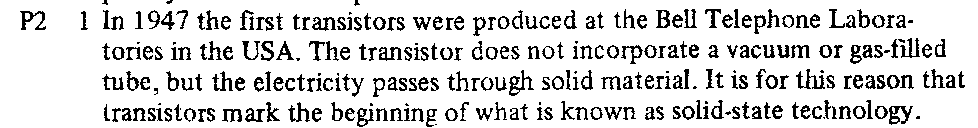 P2 1 In 1947 the first transistors were produced at the Bell Telephone Labora-
tories in the USA. The transistor does not incorporate a vacuum or gas-filled
tube, but the electricity passes through solid material. It is for this reason that
transistors mark the beginning of what is known as solid-state technology.